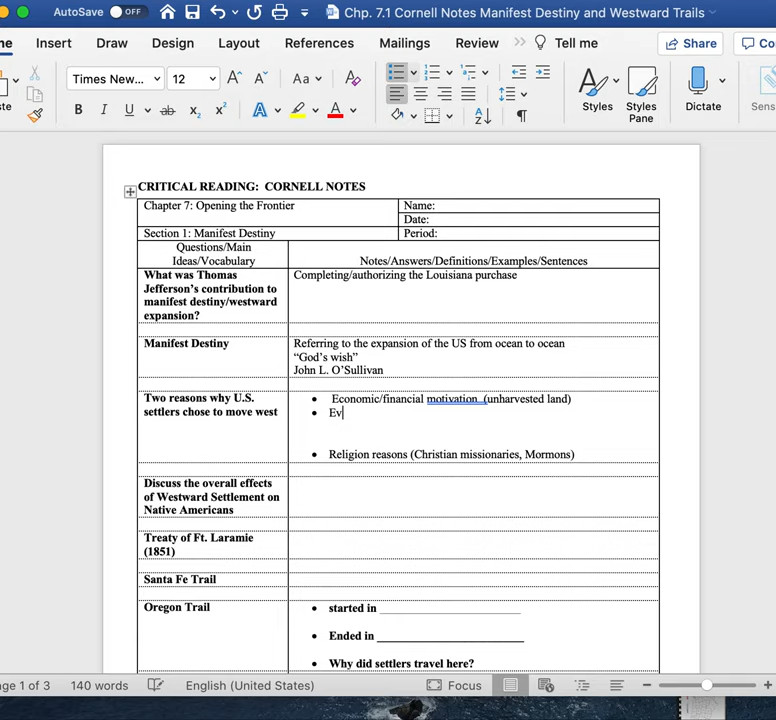 AutoSave OFF Chp. 7.1 Cornell Notes Manifest Destiny and Westward Trails
Insert Draw Design Layout References Mailings Review Tell me Share
Times New... 12 Aa
B I U ab x2 x2 A A
Styles Styles Pane Dictate
CRITICAL READING: CORNELL NOTES
Chapter 7: Opening the Frontier
Name:
Date:
Section 1: Manifest Destiny
Period:
Questions/Main
Ideas/Vocabulary
Notes/Answers/Definitions/Examples/Sentences
What was Thomas
Jefferson's contribution to
manifest destiny/westward
expansion?
Completing/authorizing the Louisiana purchase
Manifest Destiny
Referring to the expansion of the US from ocean to ocean
“God's wish”
John L. O'Sullivan
Two reasons why U.S.
settlers chose to move west
• Economic/financial motivation (unharvested land)
• Ev
• Religion reasons (Christian missionaries, Mormons)
Discuss the overall effects
of Westward Settlement on
Native Americans
Treaty of Ft. Laramie
(1851)
Santa Fe Trail
Oregon Trail
• started in
• Ended in
• Why did settlers travel here?
age 1 of 3 140 words English (United States) Focus